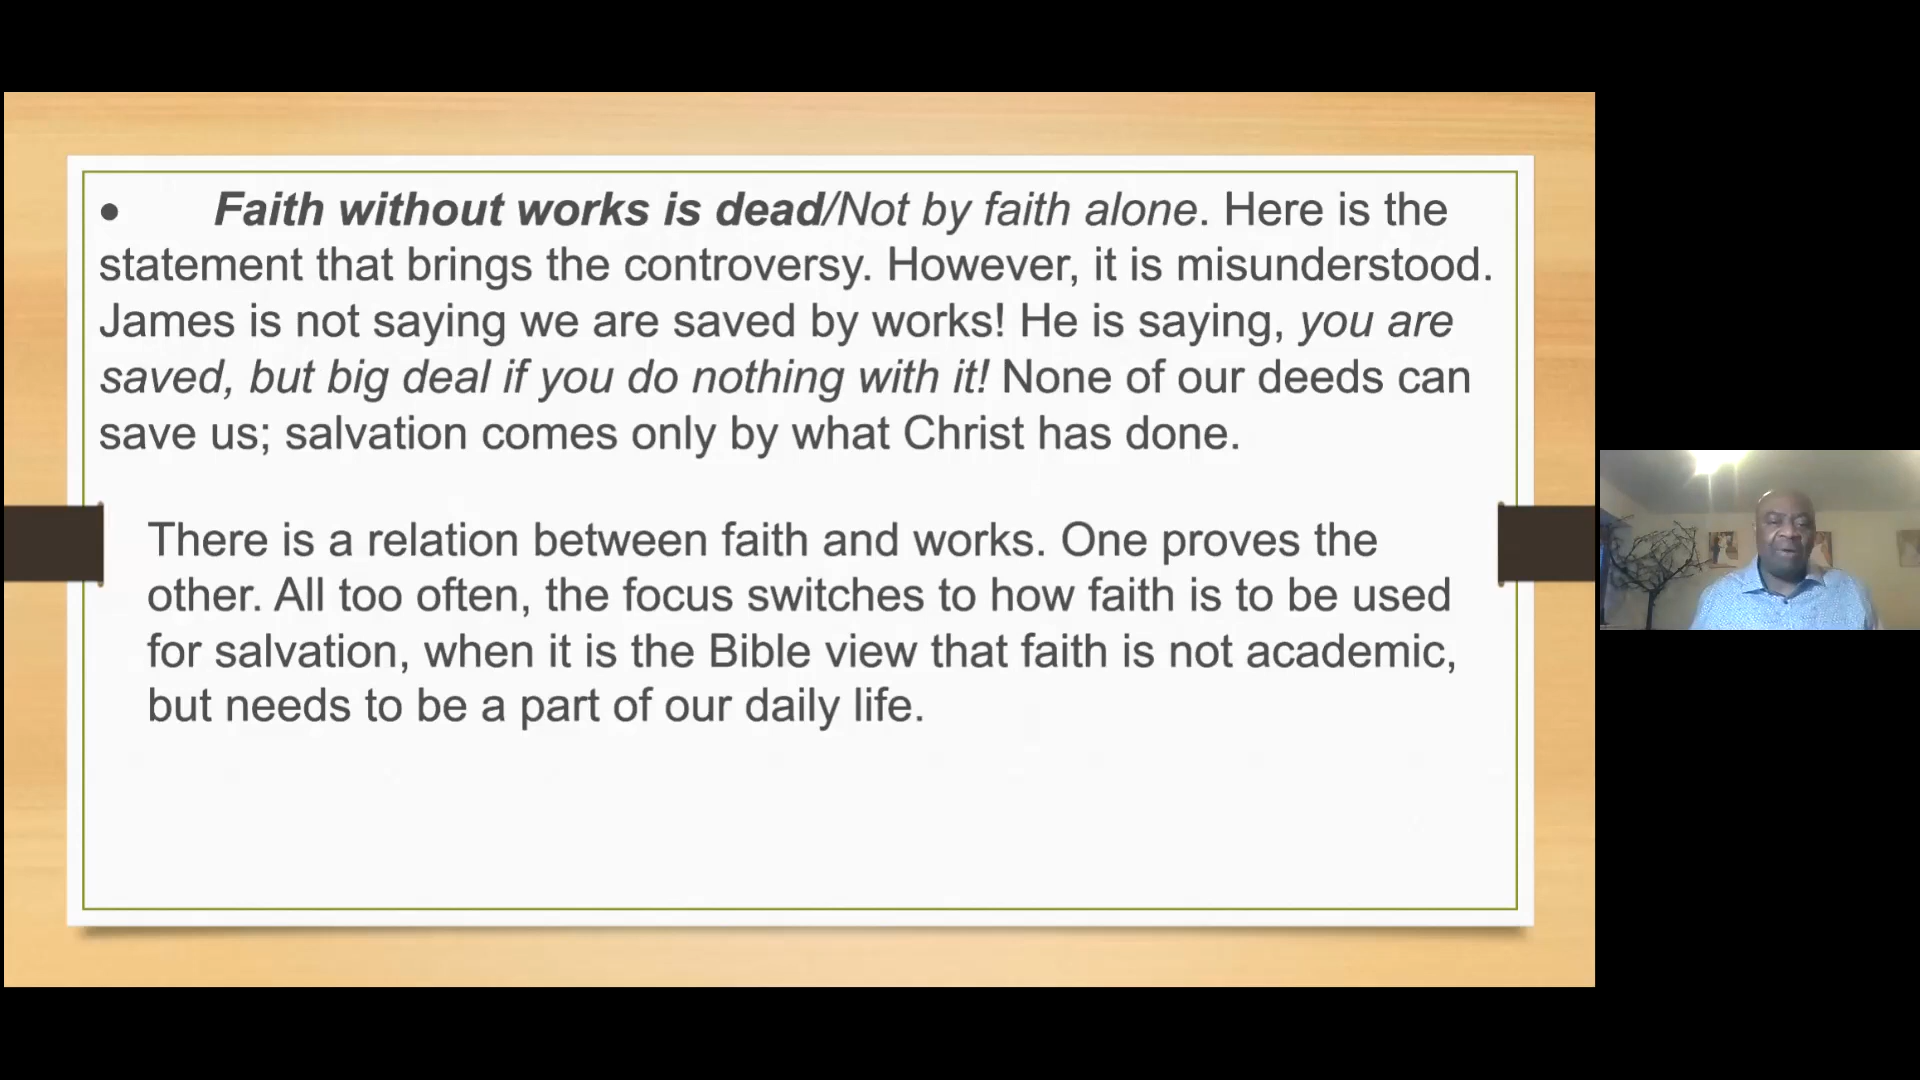 • Faith without works is dead/Not by faith alone. Here is the
statement that brings the controversy. However, it is misunderstood.
James is not saying we are saved by works! He is saying, you are
saved, but big deal if you do nothing with it! None of our deeds can
save us; salvation comes only by what Christ has done.
There is a relation between faith and works. One proves the
other. All too often, the focus switches to how faith is to be used
for salvation, when it is the Bible view that faith is not academic,
but needs to be a part of our daily life.